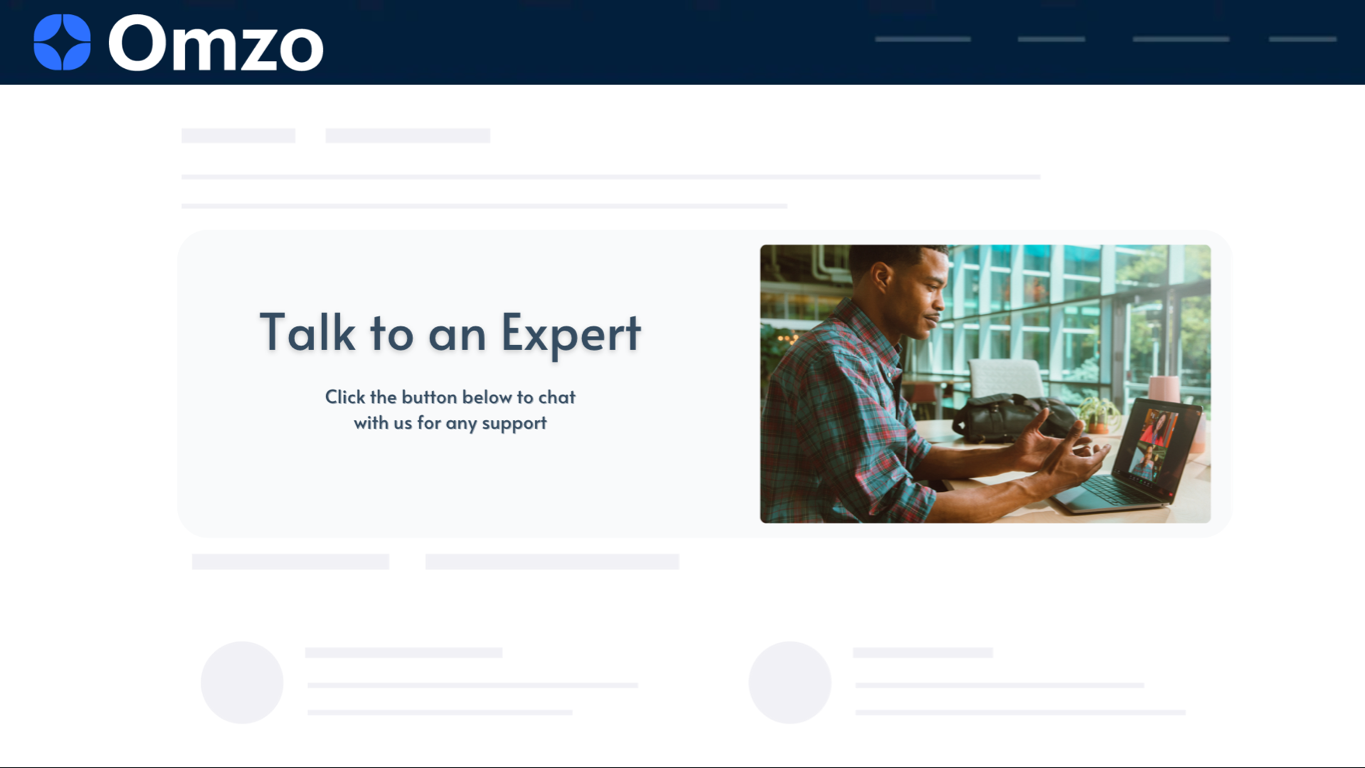 Omzo
Talk to an Expert
Click the button below to chat
with us for any support